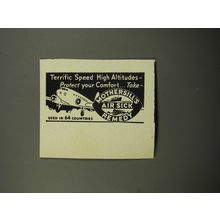 Terrific Speed High Altitudes-
Protect your Comfort... Take-
MOTHERSILL'S
AIR SICK
REMEDY
USED IN 64 COUNTRIES